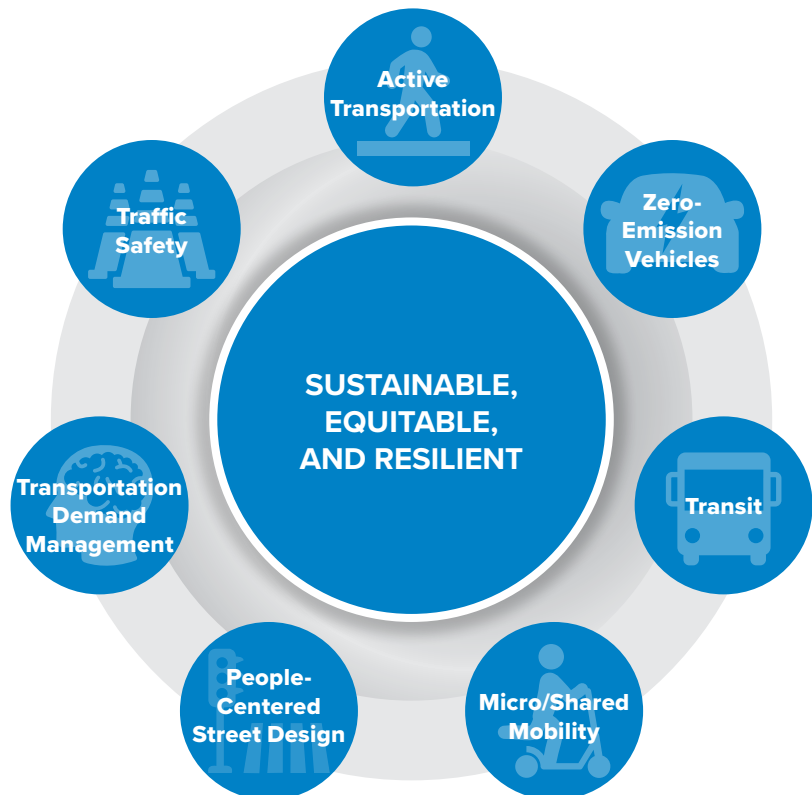 Active
Transportation
Zero-
Emission
Vehicles
Traffic
Safety
SUSTAINABLE,
EQUITABLE,
AND RESILIENT
Transportation
Demand
Management
Transit
People-
Centered
Street Design
Micro/Shared
Mobility